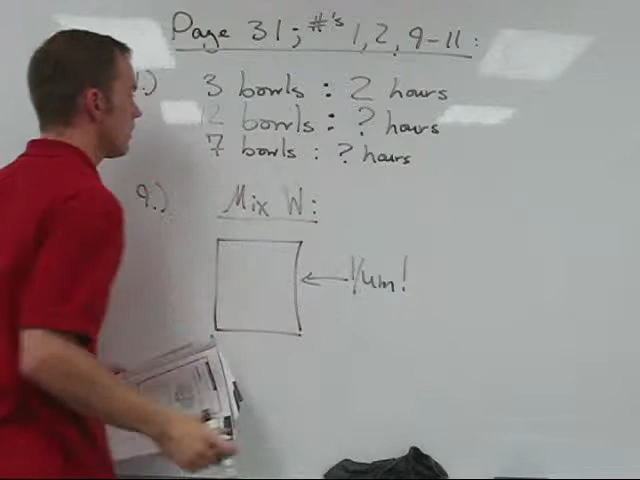 Page 31; #'s 1, 2, 9-11:
1.) 3 bowls : 2 hours
12 bowls : ? hours
7 bowls : ? hours
9.) Mix W:
Yum!